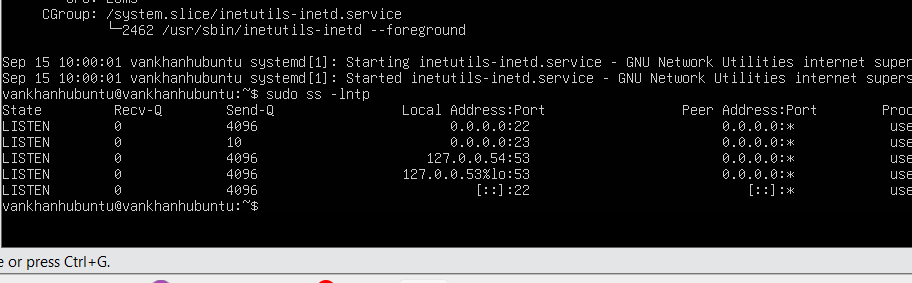 CGroup: /system.slice/inetutils-inetd.service
└─2462 /usr/sbin/inetutils-inetd --foreground
Sep 15 10:00:01 vankhanhubuntu systemd[1]: Starting inetutils-inetd.service - GNU Network Utilities internet super
Sep 15 10:00:01 vankhanhubuntu systemd[1]: Started inetutils-inetd.service - GNU Network Utilities internet supers
vankhanhubuntu@vankhanhubuntu:~$ sudo ss -lntp
State Recv-Q Send-Q Local Address:Port Peer Address:Port Proc
LISTEN 0 4096 0.0.0.0:22 0.0.0.0:* use
LISTEN 0 10 0.0.0.0:23 0.0.0.0:* use
LISTEN 0 4096 127.0.0.54:53 0.0.0.0:* use
LISTEN 0 4096 127.0.0.53%lo:53 0.0.0.0:* use
LISTEN 0 4096 [::]:22 [::]:* use
vankhanhubuntu@vankhanhubuntu:~$
e or press Ctrl+G.